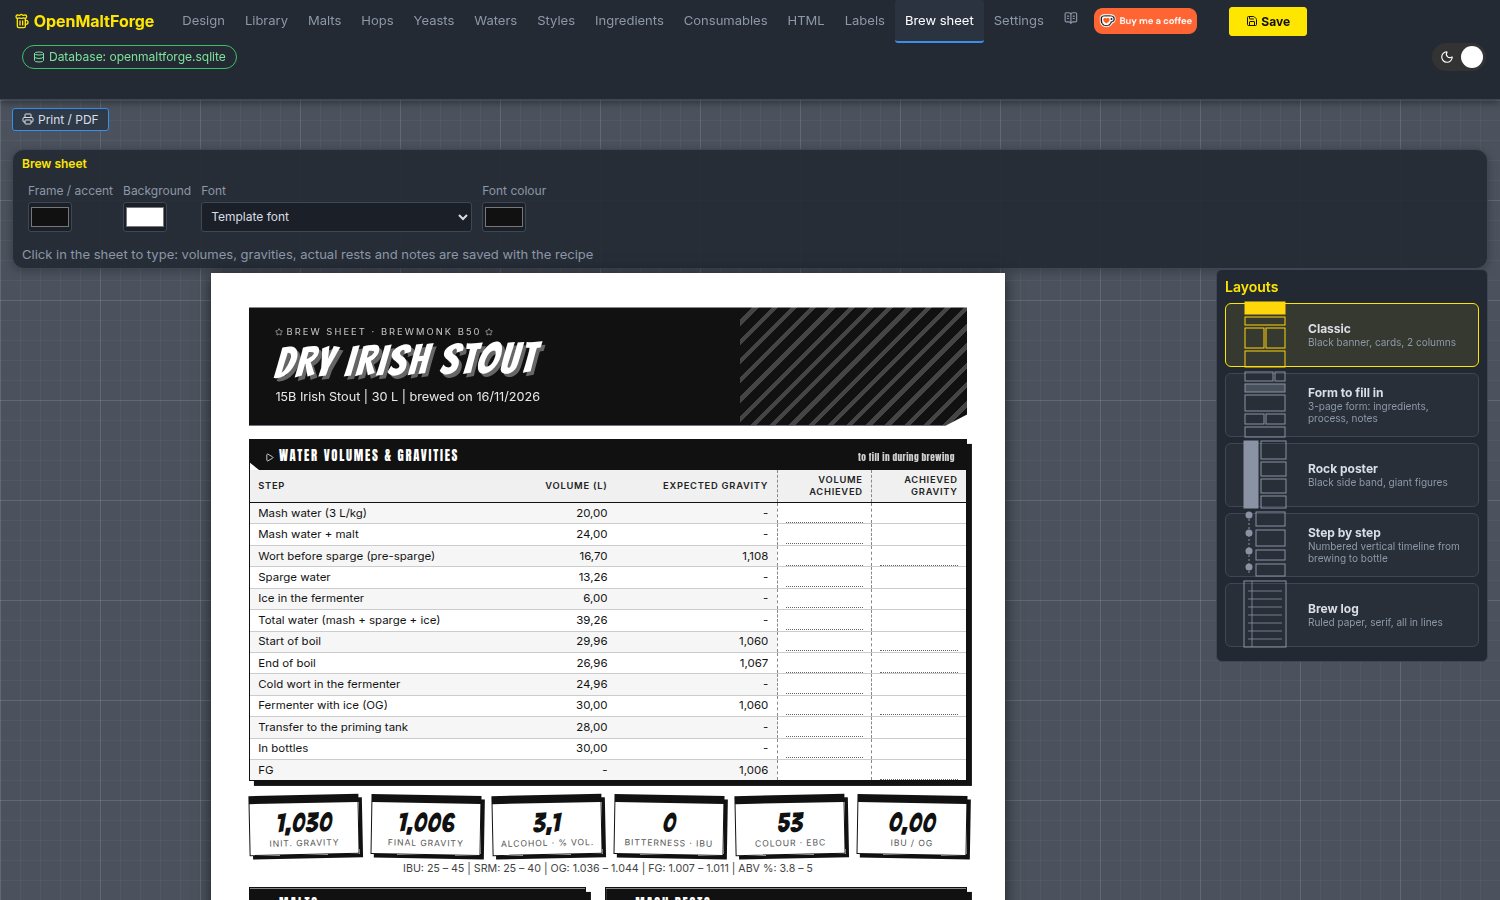 OpenMaltForge
Design
Library
Malts
Hops
Yeasts
Waters
Styles
Ingredients
Consumables
HTML
Labels
Brew sheet
Settings
Buy me a coffee
Save
Database: openmaltforge.sqlite
Print / PDF
Brew sheet
Frame / accent
Background
Font
Font colour
Template font
Click in the sheet to type: volumes, gravities, actual rests and notes are saved with the recipe
BREW SHEET · BREWMONK B50
DRY IRISH STOUT
15B Irish Stout | 30 L | brewed on 16/11/2026
WATER VOLUMES & GRAVITIES
to fill in during brewing
STEP VOLUME (L) EXPECTED GRAVITY VOLUME ACHIEVED ACHIEVED GRAVITY
Mash water (3 L/kg) 20,00 -
Mash water + malt 24,00 -
Wort before sparge (pre-sparge) 16,70 1,108
Sparge water 13,26 -
Ice in the fermenter 6,00 -
Total water (mash + sparge + ice) 39,26 -
Start of boil 29,96 1,060
End of boil 26,96 1,067
Cold wort in the fermenter 24,96 -
Fermenter with ice (OG) 30,00 1,060
Transfer to the priming tank 28,00 -
In bottles 30,00 -
FG - 1,006
1,030
INIT. GRAVITY
1,006
FINAL GRAVITY
3,1
ALCOHOL · % VOL.
0
BITTERNESS · IBU
53
COLOUR · EBC
0,00
IBU / OG
IBU: 25 – 45 | SRM: 25 – 40 | OG: 1.036 – 1.044 | FG: 1.007 – 1.011 | ABV %: 3.8 – 5
MALTS
MASH RESTS
Layouts
Classic
Black banner, cards, 2 columns
Form to fill in
3-page form: ingredients,
process, notes
Rock poster
Black side band, giant figures
Step by step
Numbered vertical timeline from
brewing to bottle
Brew log
Ruled paper, serif, all in lines